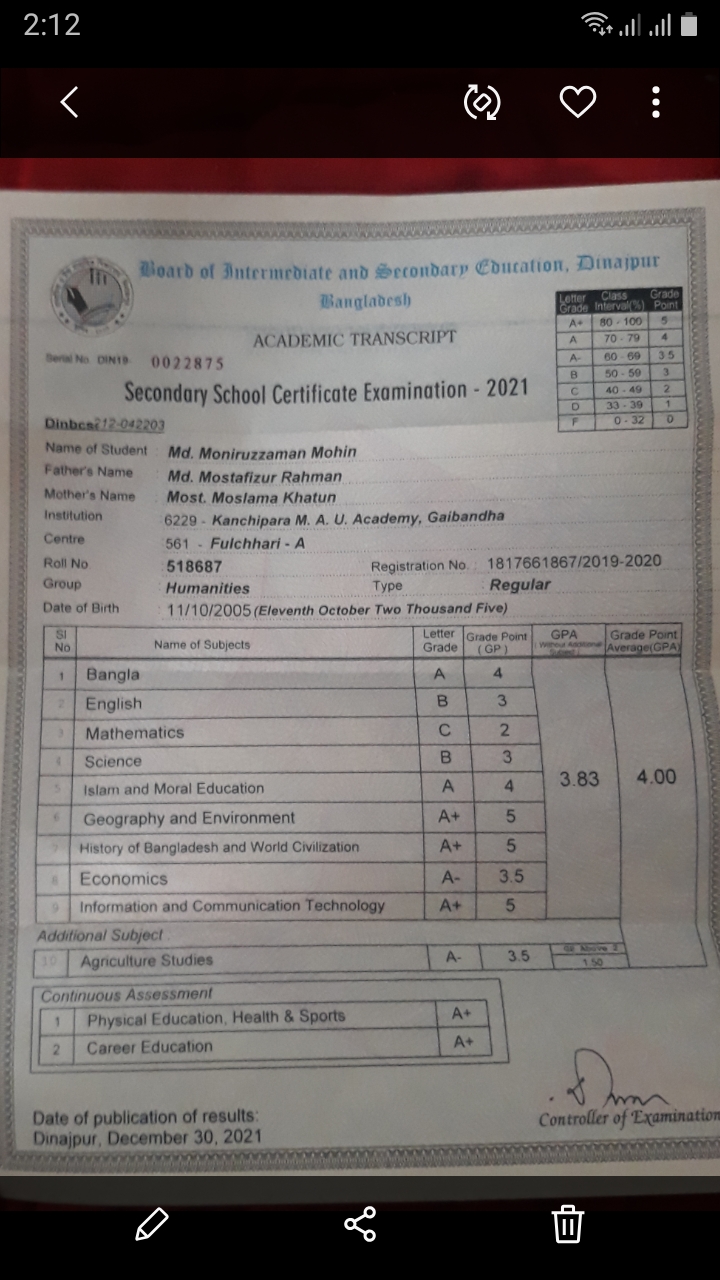 2:12
Board of Intermediate and Secondary Education, Dinajpur
Bangladesh
ACADEMIC TRANSCRIPT
Letter Grade Class Interval(%) Grade Point
A+ 80 - 100 5
A 70 - 79 4
A- 60 - 69 3.5
B 50 - 59 3
C 40 - 49 2
D 33 - 39 1
F 0 - 32 0
Serial No. DIN19 0022875
Secondary School Certificate Examination - 2021
Dinbcs212-042203
Name of Student Md. Moniruzzaman Mohin
Father's Name Md. Mostafizur Rahman
Mother's Name Most. Moslama Khatun
Institution 6229 - Kanchipara M. A. U. Academy, Gaibandha
Centre 561 - Fulchhari - A
Roll No 518687 Registration No. 1817661867/2019-2020
Group Humanities Type Regular
Date of Birth 11/10/2005 (Eleventh October Two Thousand Five)
Sl No. Name of Subjects Letter Grade Grade Point (GP) GPA (Without Additional Subject) Grade Point Average(GPA)
1 Bangla A 4
2 English B 3
3 Mathematics C 2
4 Science B 3
5 Islam and Moral Education A 4 3.83 4.00
6 Geography and Environment A+ 5
7 History of Bangladesh and World Civilization A+ 5
8 Economics A- 3.5
9 Information and Communication Technology A+ 5
Additional Subject :
10 Agriculture Studies A- 3.5 GP Above 2
1.50
Continuous Assessment
1 Physical Education, Health & Sports A+
2 Career Education A+
Date of publication of results:
Dinajpur, December 30, 2021
Controller of Examination